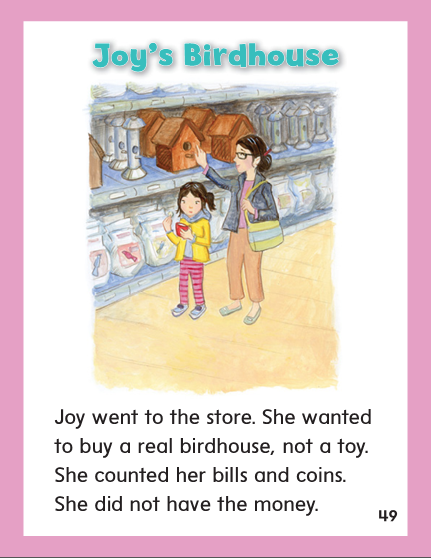 Joy's Birdhouse
Joy went to the store. She wanted
to buy a real birdhouse, not a toy.
She counted her bills and coins.
She did not have the money.
49